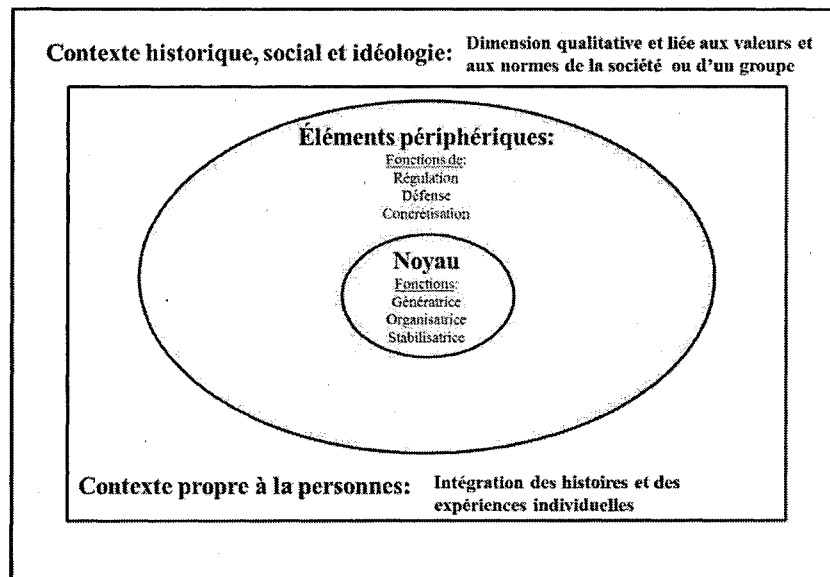 Contexte historique, social et idéologie: Dimension qualitative et liée aux valeurs et
aux normes de la société ou d'un groupe
Éléments périphériques:
Fonctions de:
Régulation
Défense
Concrétisation
Noyau
Fonctions:
Génératrice
Organisatrice
Stabilisatrice
Contexte propre à la personnes: Intégration des histoires et des
expériences individuelles